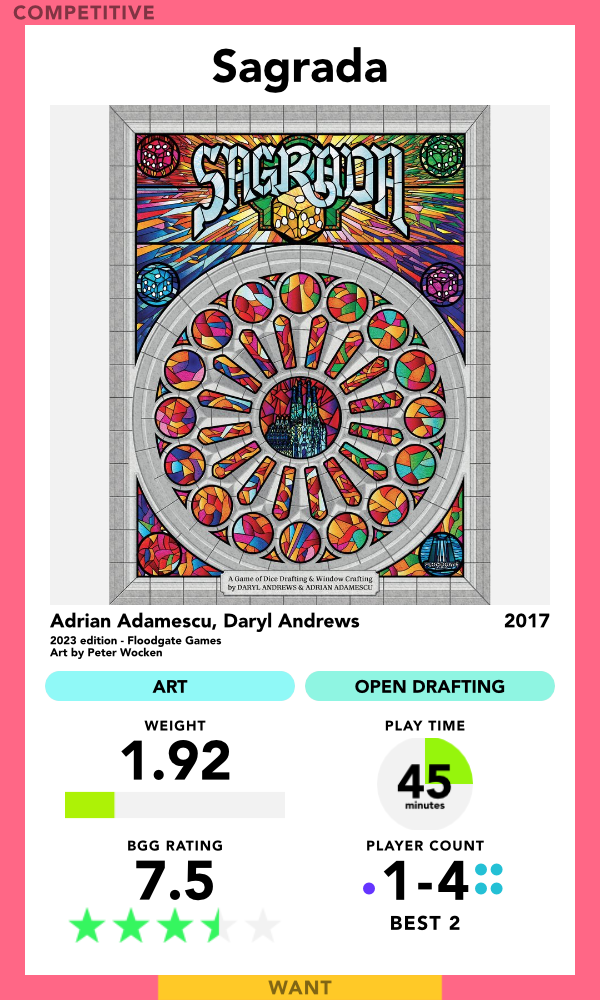 COMPETITIVE
Sagrada
SAGRADA
A Game of Dice Drafting & Window Crafting
by DARYL ANDREWS & ADRIAN ADAMESCU
Adrian Adamescu, Daryl Andrews
2017
2023 edition - Floodgate Games
Art by Peter Wocken
ART
OPEN DRAFTING
WEIGHT
1.92
PLAY TIME
45
minutes
BGG RATING
7.5
PLAYER COUNT
1-4
BEST 2
WANT